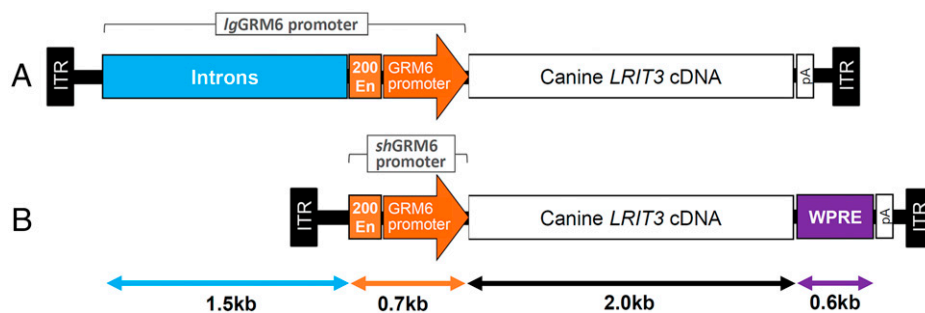 lgGRM6 promoter
A
ITR
Introns
200
En
GRM6
promoter
Canine LRIT3 cDNA
pA
ITR
shGRM6
promoter
B
ITR
200
En
GRM6
promoter
Canine LRIT3 cDNA
WPRE
pA
ITR
1.5kb
0.7kb
2.0kb
0.6kb